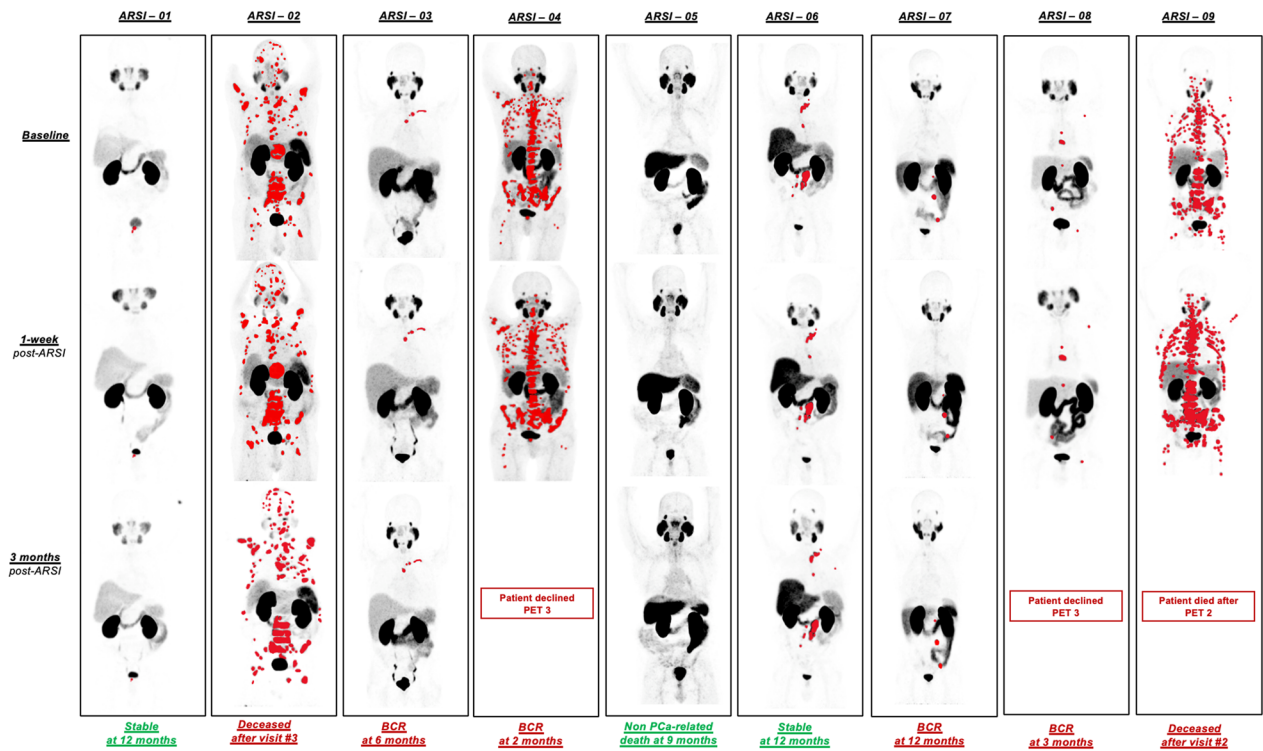 ARSI – 01
ARSI – 02
ARSI – 03
ARSI – 04
ARSI – 05
ARSI – 06
ARSI – 07
ARSI – 08
ARSI – 09
Baseline
1-week
post-ARSI
3 months
post-ARSI
Patient declined
PET 3
Patient declined
PET 3
Patient died after
PET 2
Stable
at 12 months
Deceased
after visit #3
BCR
at 6 months
BCR
at 2 months
Non PCa-related
death at 9 months
Stable
at 12 months
BCR
at 12 months
BCR
at 3 months
Deceased
after visit #2